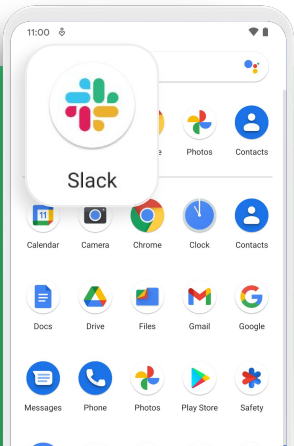 11:00
Slack
e Photos Contacts
Calendar Camera Chrome Clock Contacts
Docs Drive Files Gmail Google
Messages Phone Photos Play Store Safety